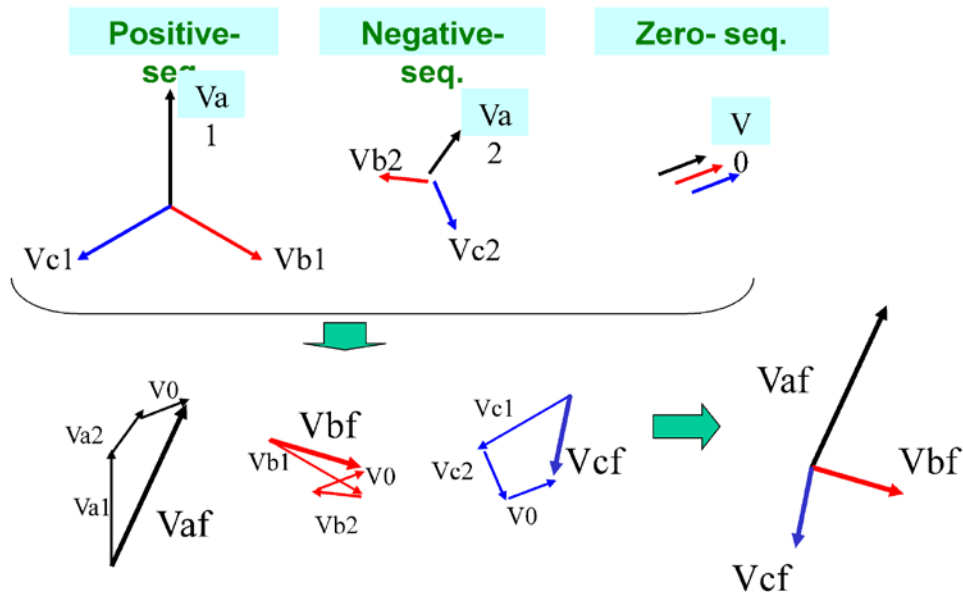 Positive-
seq.
Negative-
seq.
Zero- seq.
Va
1
Va
2
V
0
Vb2
Vc1
Vb1
Vc2
V0
Va2
Va1
Vaf
Vbf
Vb1
V0
Vb2
Vc1
Vc2
Vcf
V0
Vaf
Vbf
Vcf